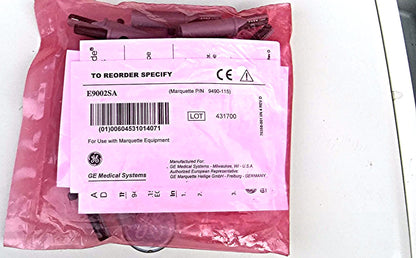 TO REORDER SPECIFY
E9002SA
(Marquette P/N 9490-115)
(01)00604531014071
LOT 431700
For Use with Marquette Equipment
GE Medical Systems
Manufactured For:
GE Medical Systems - Milwaukee, WI - U.S.A.
Authorized European Representative:
GE Marquette Hellige GmbH - Freiburg - GERMANY